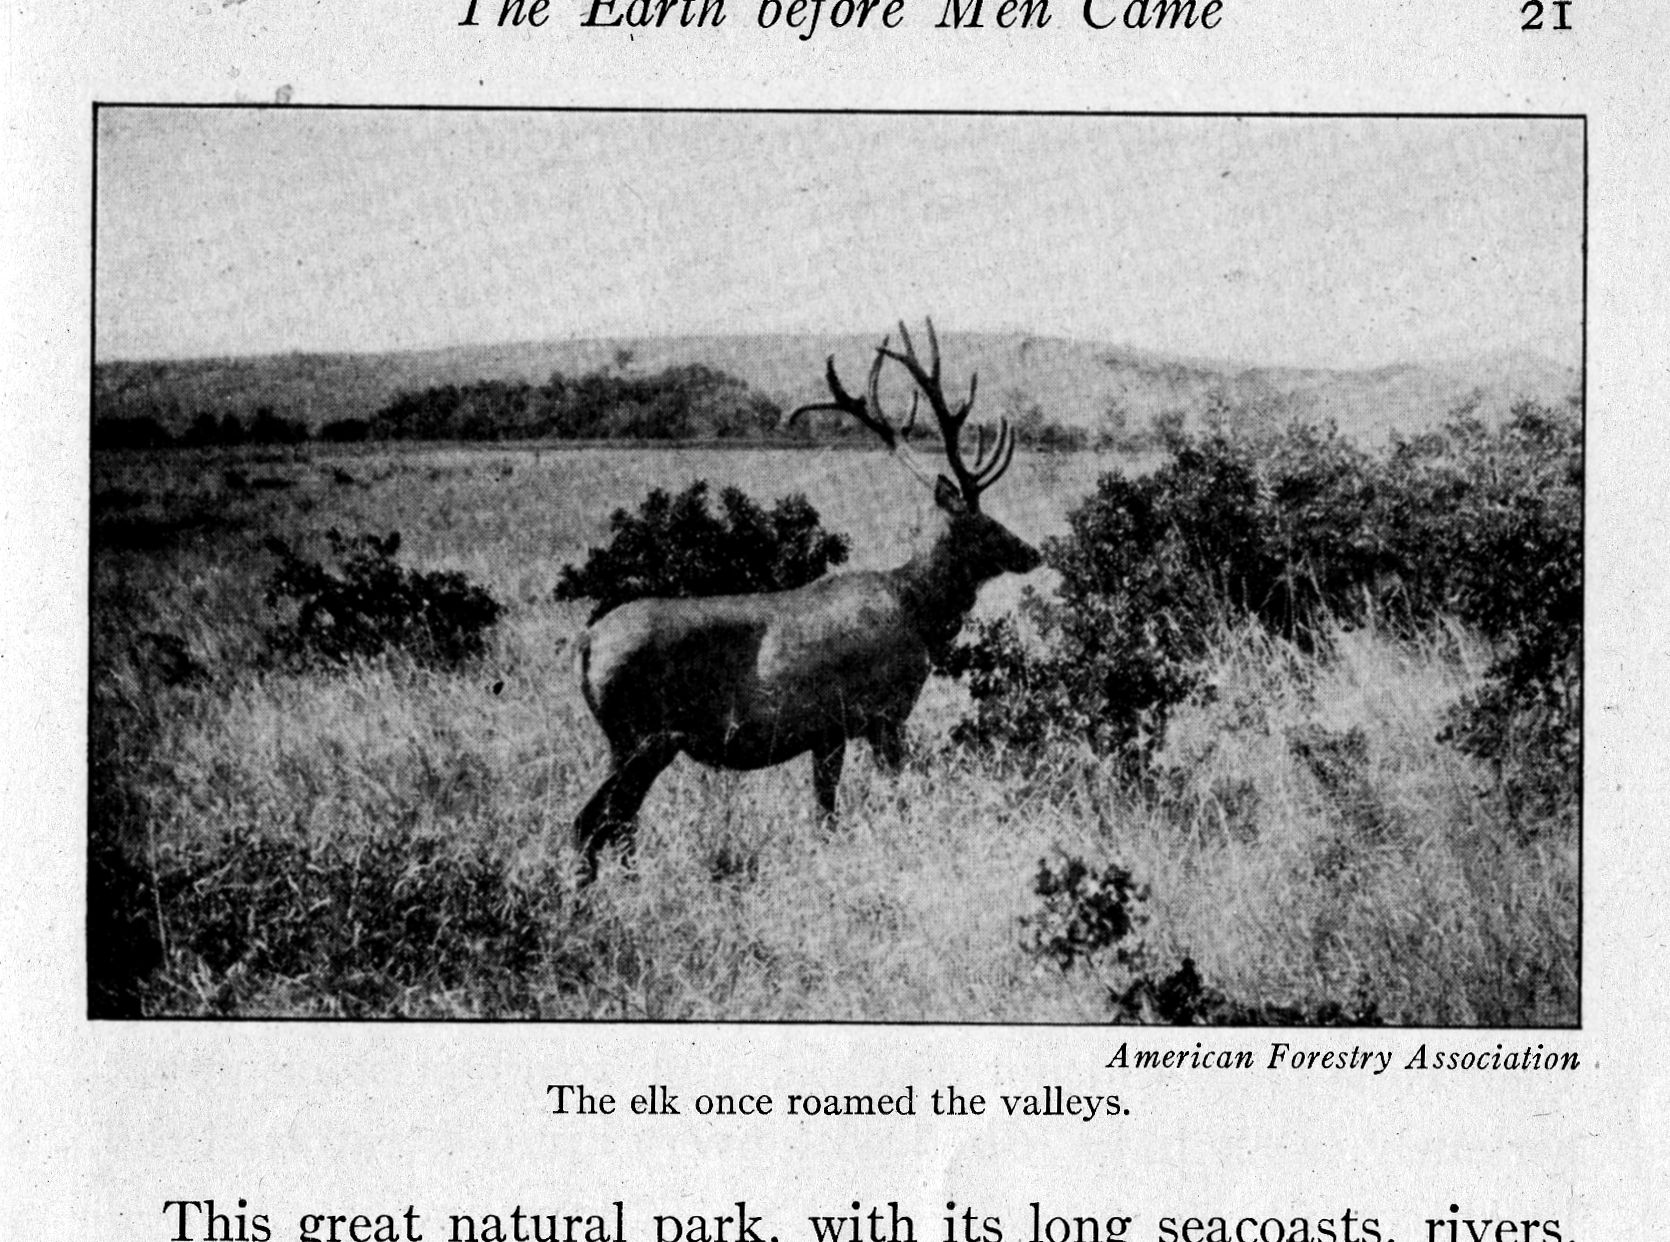 The Earth before Men Came 21
American Forestry Association
The elk once roamed the valleys.
This great natural park, with its long seacoasts, rivers,